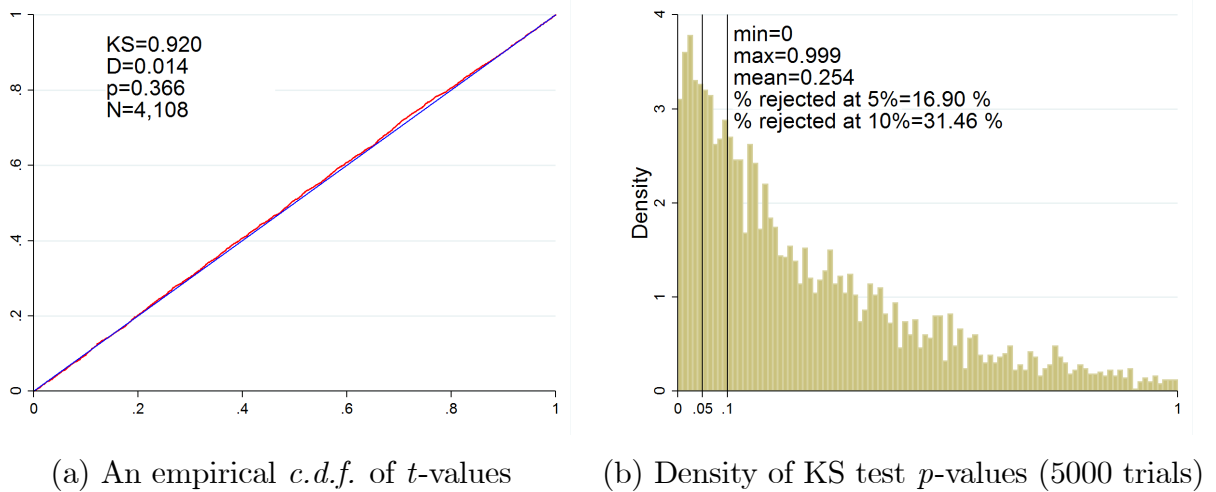 KS=0.920
D=0.014
p=0.366
N=4,108
1
.8
.6
.4
.2
0
0 .2 .4 .6 .8 1
(a) An empirical c.d.f. of t-values
min=0
max=0.999
mean=0.254
% rejected at 5%=16.90 %
% rejected at 10%=31.46 %
Density
4
3
2
1
0
0 .05 .1 1
(b) Density of KS test p-values (5000 trials)